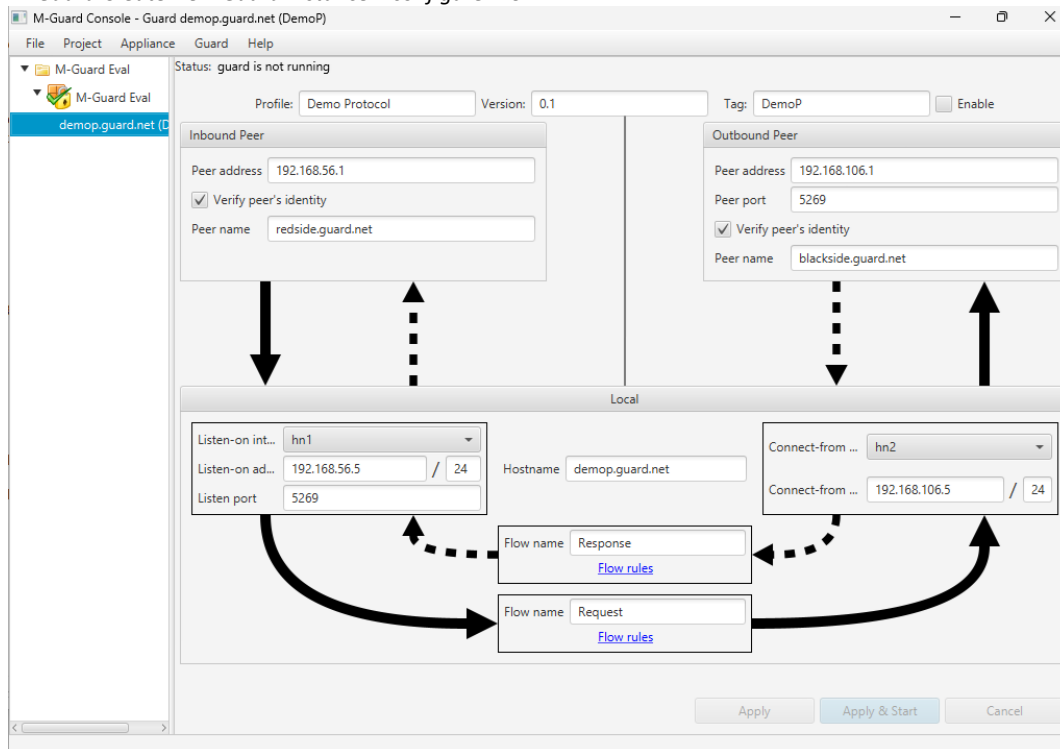 M-Guard Console - Guard demop.guard.net (DemoP)
File Project Appliance Guard Help
M-Guard Eval
M-Guard Eval
demop.guard.net (D
Status: guard is not running
Profile: Demo Protocol Version: 0.1 Tag: DemoP Enable
Inbound Peer
Peer address 192.168.56.1
Verify peer's identity
Peer name redside.guard.net
Outbound Peer
Peer address 192.168.106.1
Peer port 5269
Verify peer's identity
Peer name blackside.guard.net
Local
Listen-on int... hn1
Listen-on ad... 192.168.56.5 / 24
Listen port 5269
Hostname demop.guard.net
Connect-from ... hn2
Connect-from ... 192.168.106.5 / 24
Flow name Response
Flow rules
Flow name Request
Flow rules
Apply Apply & Start Cancel